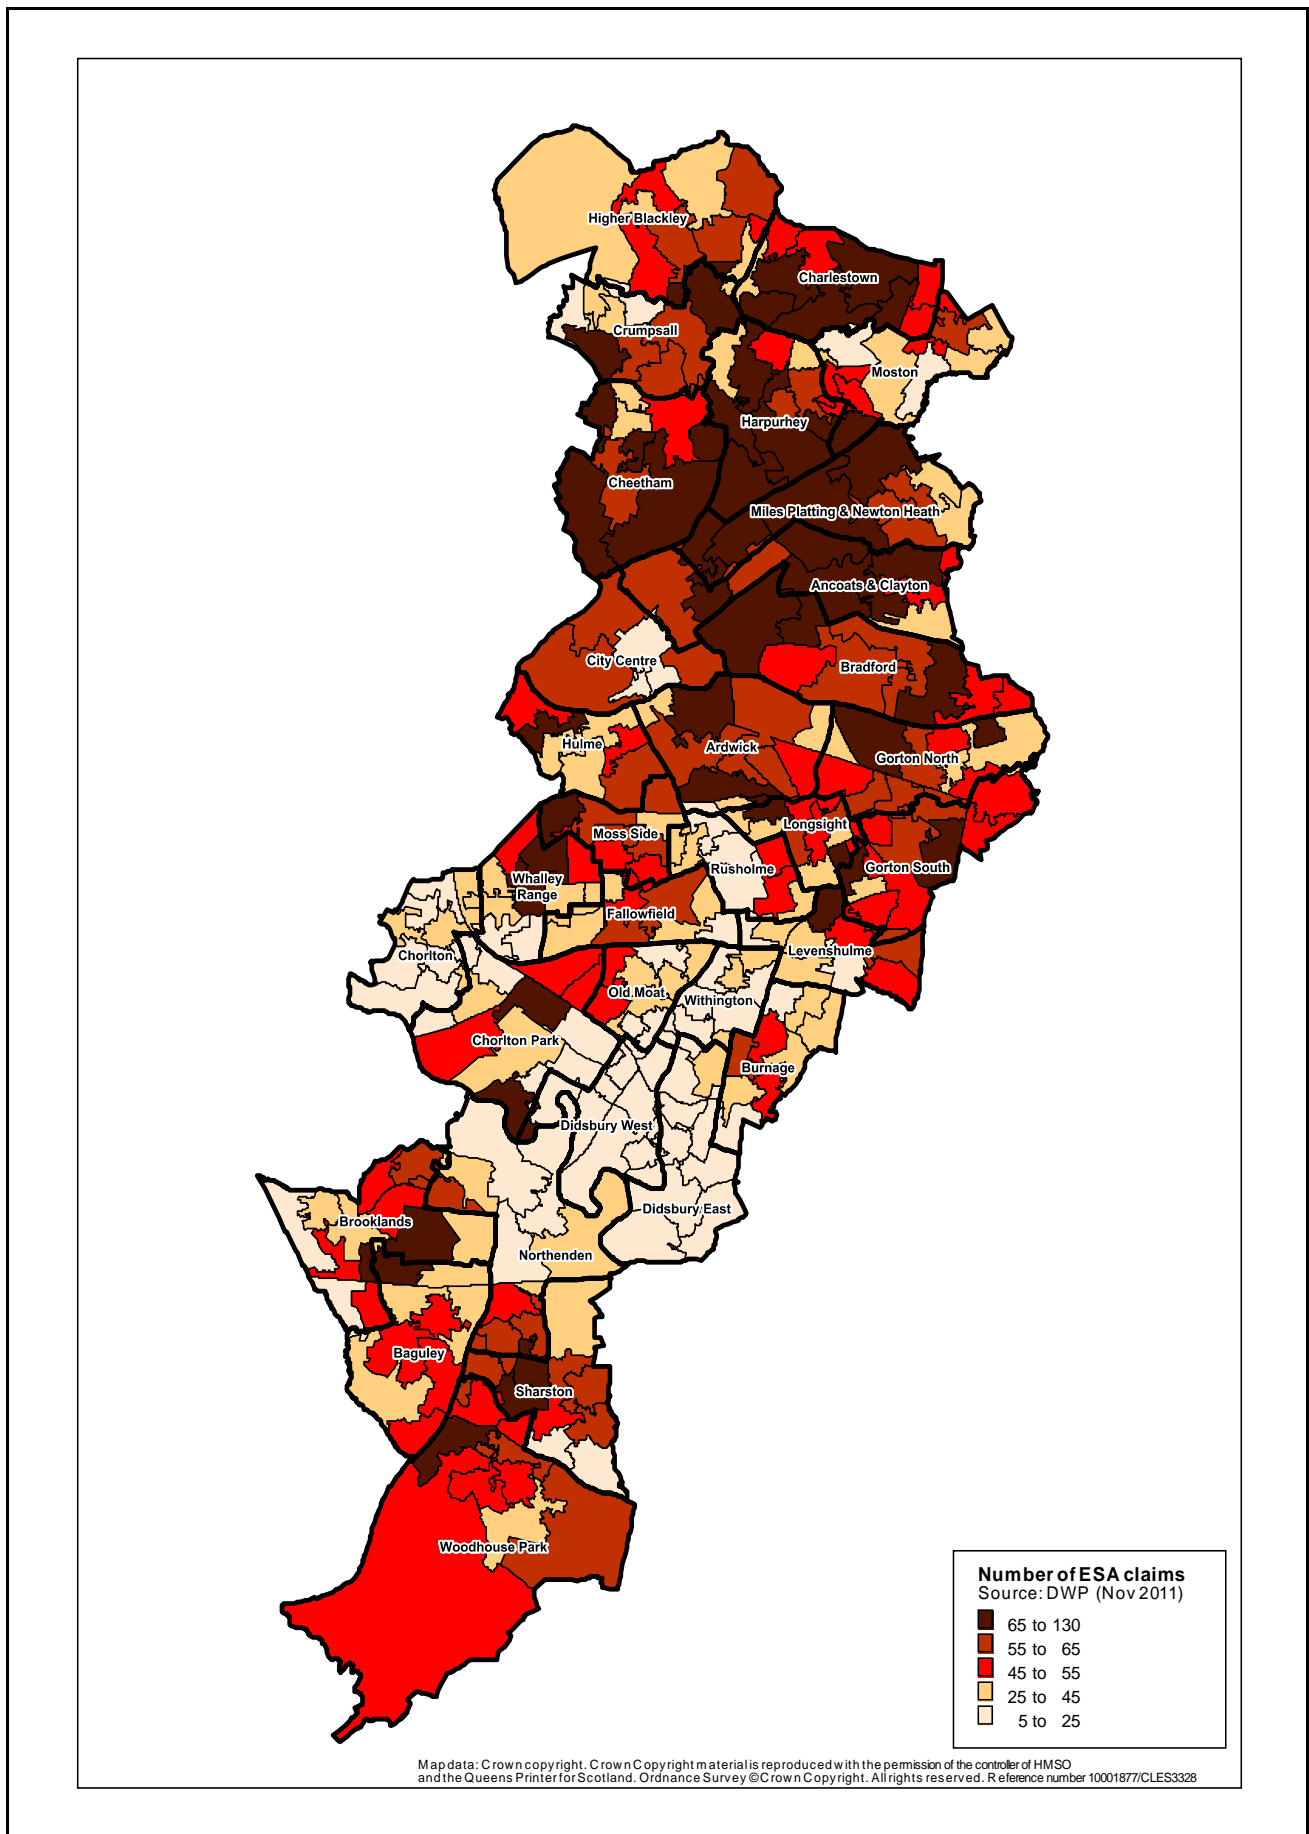 Higher Blackley
Charlestown
Crumpsall
Moston
Harpurhey
Cheetham
Miles Platting & Newton Heath
Ancoats & Clayton
City Centre
Bradford
Hulme
Ardwick
Gorton North
Moss Side
Longsight
Rusholme
Gorton South
Whalley
Range
Fallowfield
Chorlton
Levenshulme
Old Moat
Withington
Chorlton Park
Burnage
Didsbury West
Didsbury East
Brooklands
Northenden
Baguley
Sharston
Woodhouse Park
Number of ESA claims
Source: DWP (Nov 2011)
65 to 130
55 to 65
45 to 55
25 to 45
5 to 25
Map data: Crown copyright. Crown Copyright material is reproduced with the permission of the controller of HMSO
and the Queens Printer for Scotland. Ordnance Survey © Crown Copyright. All rights reserved. Reference number 10001877/CLES3328